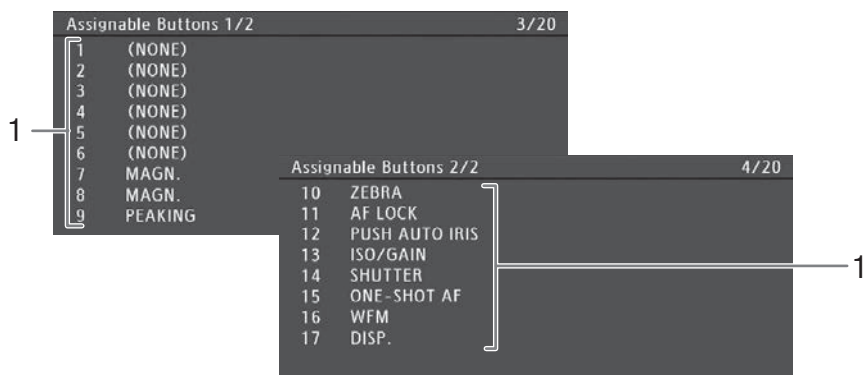 Assignable Buttons 1/2 3/20
1 (NONE)
2 (NONE)
3 (NONE)
4 (NONE)
5 (NONE)
6 (NONE)
7 MAGN.
8 MAGN.
9 PEAKING
1
Assignable Buttons 2/2 4/20
10 ZEBRA
11 AF LOCK
12 PUSH AUTO IRIS
13 ISO/GAIN
14 SHUTTER
15 ONE-SHOT AF
16 WFM
17 DISP.
1